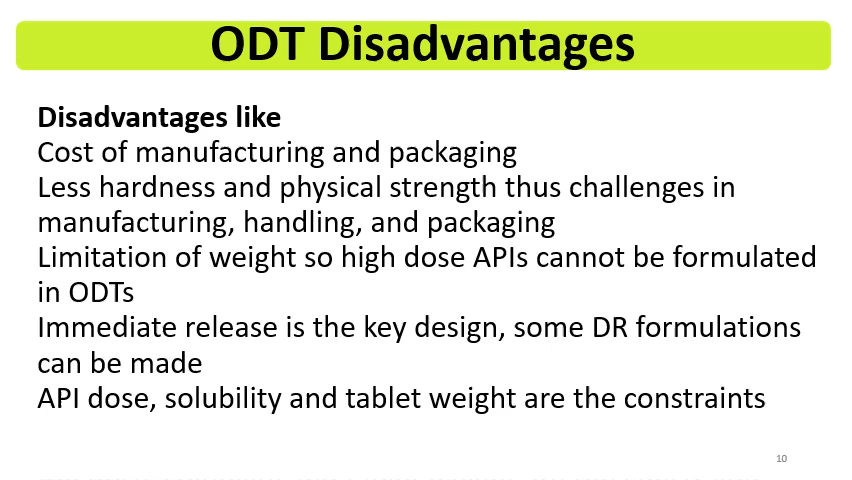 ODT Disadvantages
Disadvantages like
Cost of manufacturing and packaging
Less hardness and physical strength thus challenges in
manufacturing, handling, and packaging
Limitation of weight so high dose APIs cannot be formulated
in ODTs
Immediate release is the key design, some DR formulations
can be made
API dose, solubility and tablet weight are the constraints
10